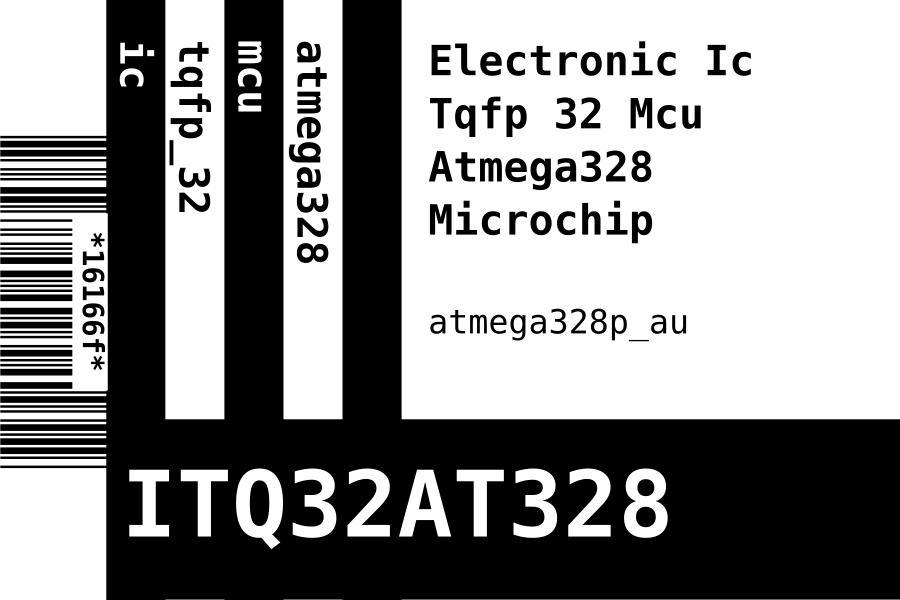 *16166f*
ic
tqfp_32
mcu
atmega328
Electronic Ic
Tqfp 32 Mcu
Atmega328
Microchip
atmega328p_au
ITQ32AT328